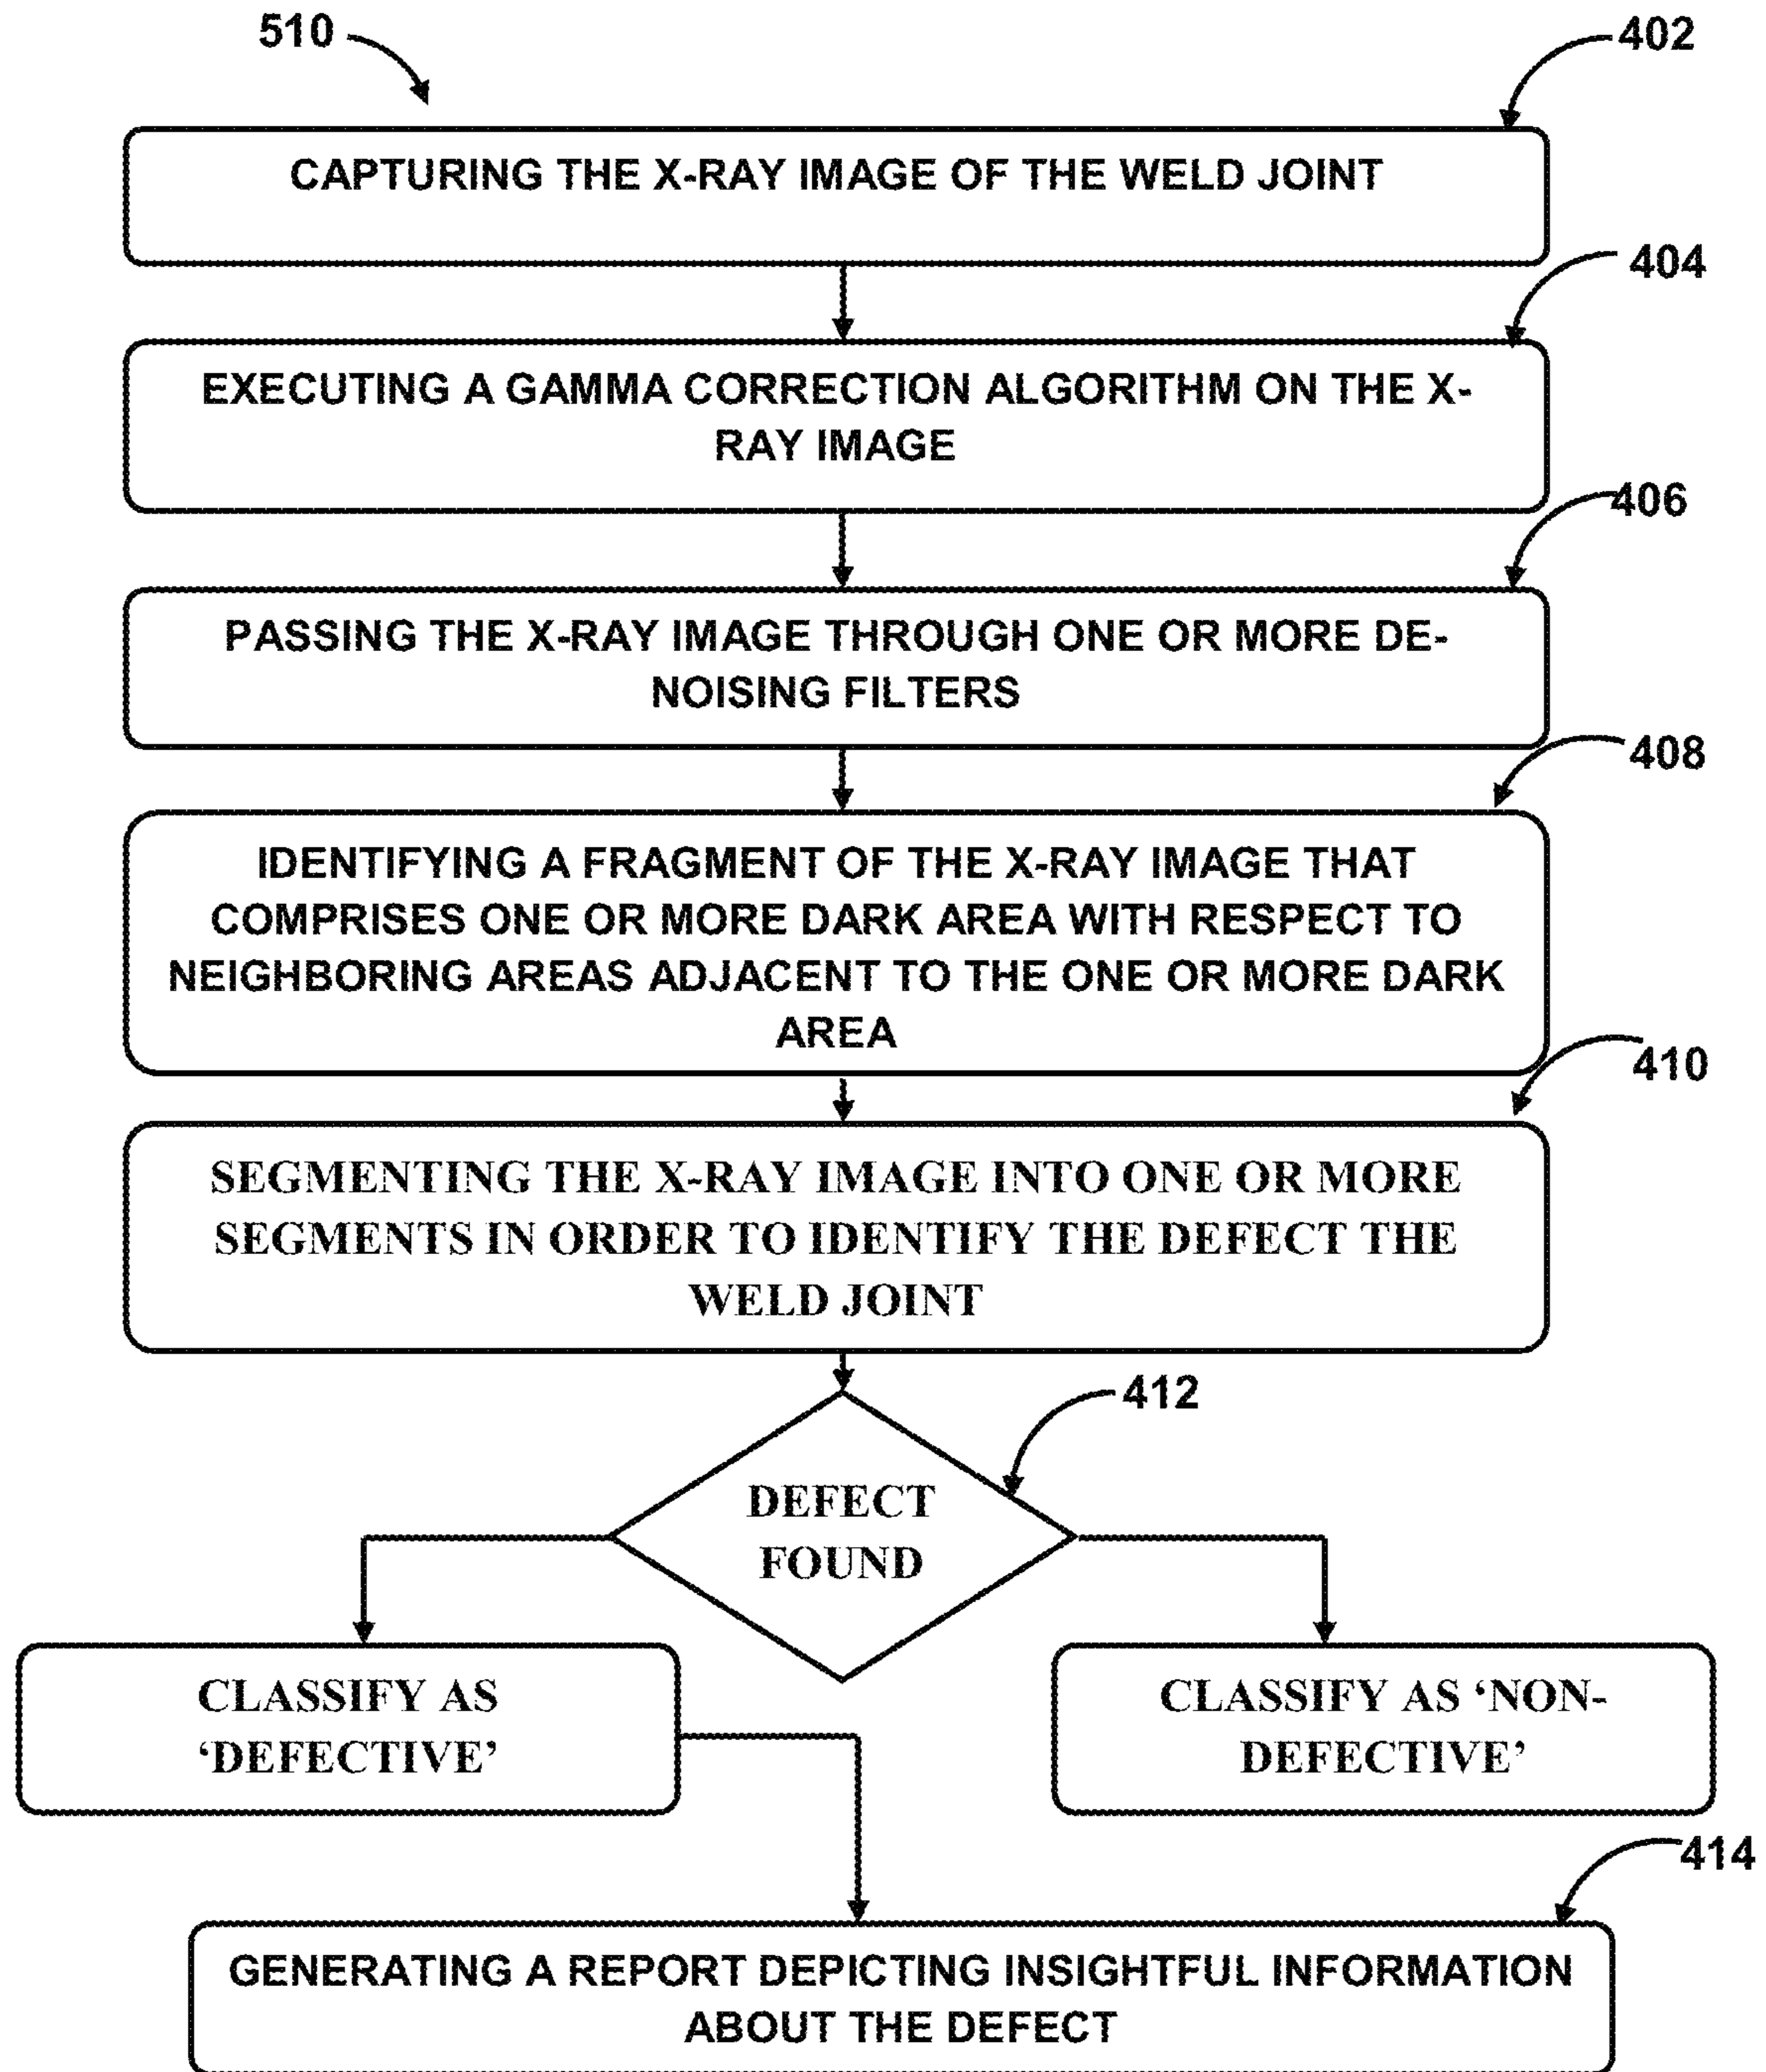 510
402
CAPTURING THE X-RAY IMAGE OF THE WELD JOINT
404
EXECUTING A GAMMA CORRECTION ALGORITHM ON THE X-
RAY IMAGE
406
PASSING THE X-RAY IMAGE THROUGH ONE OR MORE DE-
NOISING FILTERS
408
IDENTIFYING A FRAGMENT OF THE X-RAY IMAGE THAT
COMPRISES ONE OR MORE DARK AREA WITH RESPECT TO
NEIGHBORING AREAS ADJACENT TO THE ONE OR MORE DARK
AREA
410
SEGMENTING THE X-RAY IMAGE INTO ONE OR MORE
SEGMENTS IN ORDER TO IDENTIFY THE DEFECT THE
WELD JOINT
412
DEFECT
FOUND
CLASSIFY AS
‘DEFECTIVE’
CLASSIFY AS ‘NON-
DEFECTIVE’
414
GENERATING A REPORT DEPICTING INSIGHTFUL INFORMATION
ABOUT THE DEFECT